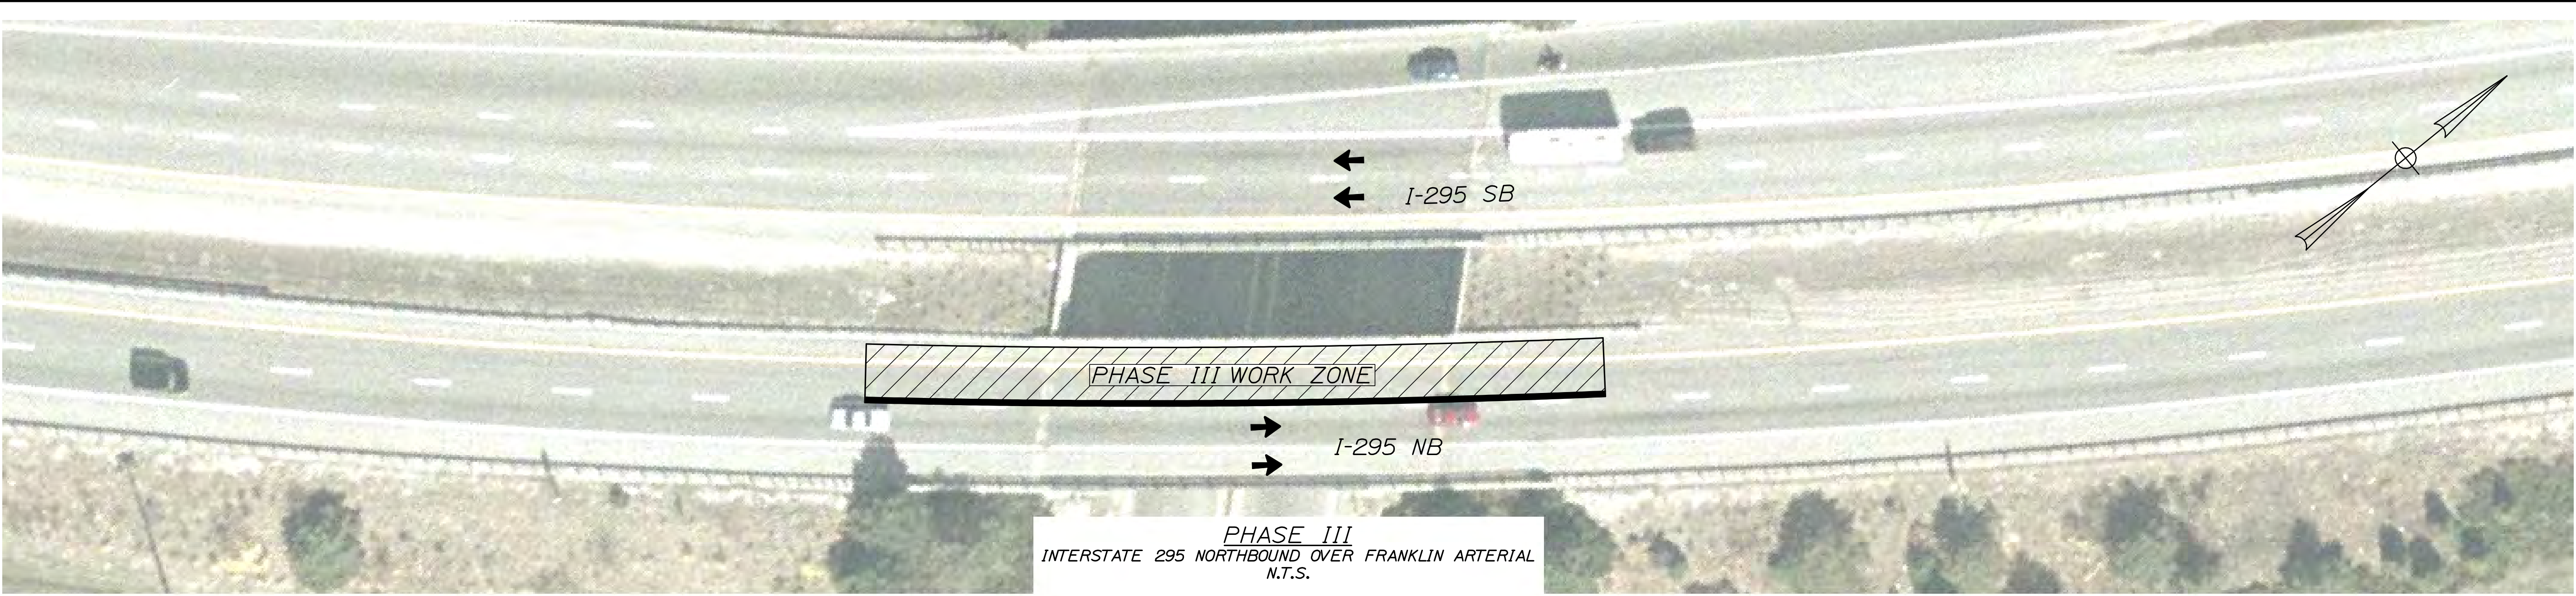 I-295 SB
PHASE III WORK ZONE
I-295 NB
PHASE III
INTERSTATE 295 NORTHBOUND OVER FRANKLIN ARTERIAL
N.T.S.